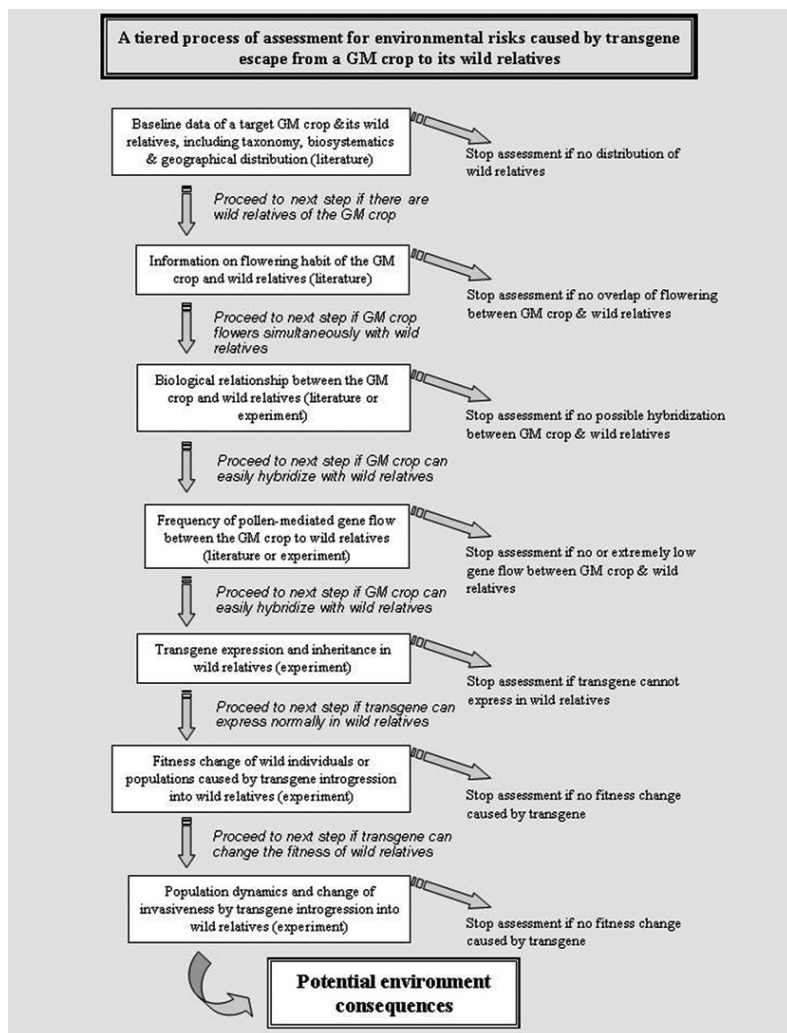 A tiered process of assessment for environmental risks caused by transgene
escape from a GM crop to its wild relatives
Baseline data of a target GM crop &its wild
relatives, including taxonomy, biosystematics
& geographical distribution (literature)
Stop assessment if no distribution of
wild relatives
Proceed to next step if there are
wild relatives of the GM crop
Information on flowering habit of the GM
crop and wild relatives (literature)
Stop assessment if no overlap of flowering
between GM crop & wild relatives
Proceed to next step if GM crop
flowers simultaneously with wild
relatives
Biological relationship between the GM
crop and wild relatives (literature or
experiment)
Stop assessment if no possible hybridization
between GM crop & wild relatives
Proceed to next step if GM crop can
easily hybridize with wild relatives
Frequency of pollen-mediated gene flow
between the GM crop to wild relatives
(literature or experiment)
Stop assessment if no or extremely low
gene flow between GM crop & wild
relatives
Proceed to next step if GM crop can
easily hybridize with wild relatives
Transgene expression and inheritance in
wild relatives (experiment)
Stop assessment if transgene cannot
express in wild relatives
Proceed to next step if transgene can
express normally in wild relatives
Fitness change of wild individuals or
populations caused by transgene introgression
into wild relatives (experiment)
Stop assessment if no fitness change
caused by transgene
Proceed to next step if transgene can
change the fitness of wild relatives
Population dynamics and change of
invasiveness by transgene introgression into
wild relatives (experiment)
Stop assessment if no fitness change
caused by transgene
Potential environment
consequences